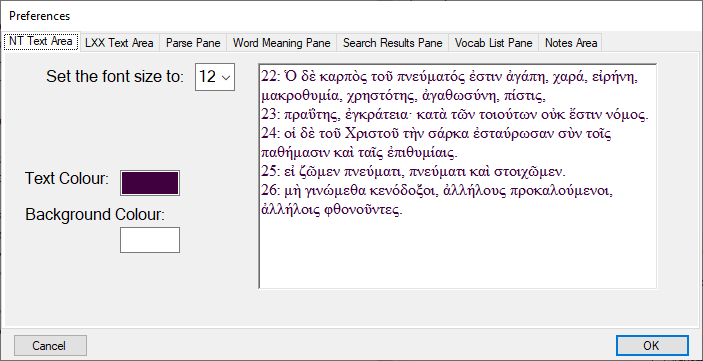 Preferences
NT Text Area LXX Text Area Parse Pane Word Meaning Pane Search Results Pane Vocab List Pane Notes Area
Set the font size to: 12
22: Ὁ δὲ καρπὸς τοῦ πνεύματός ἐστιν ἀγάπη, χαρά, εἰρήνη,
μακροθυμία, χρηστότης, ἀγαθωσύνη, πίστις,
23: πραΰτης, ἐγκράτεια· κατὰ τῶν τοιούτων οὐκ ἔστιν νόμος.
24: οἱ δὲ τοῦ Χριστοῦ τὴν σάρκα ἐσταύρωσαν σὺν τοῖς
παθήμασιν καὶ ταῖς ἐπιθυμίαις.
25: εἰ ζῶμεν πνεύματι, πνεύματι καὶ στοιχῶμεν.
26: μὴ γινώμεθα κενόδοξοι, ἀλλήλους προκαλούμενοι,
ἀλλήλοις φθονοῦντες.
Text Colour:
Background Colour:
Cancel
OK